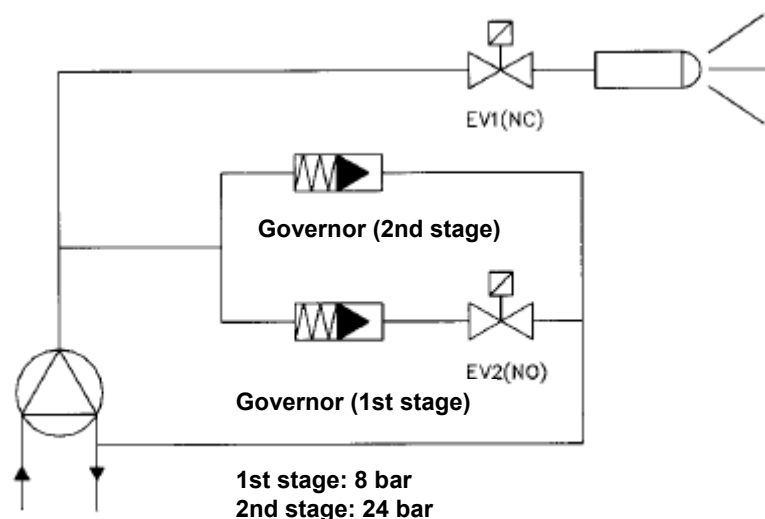 EV1(NC)
Governor (2nd stage)
EV2(NO)
Governor (1st stage)
1st stage: 8 bar
2nd stage: 24 bar